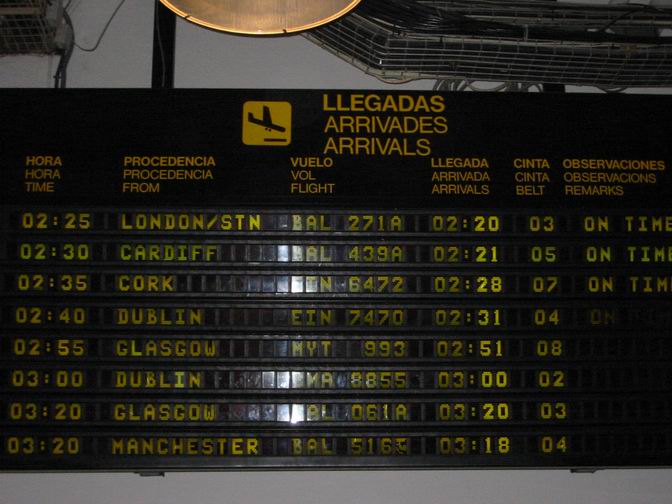 LLEGADAS
ARRIVADES
ARRIVALS
HORA PROCEDENCIA VUELO LLEGADA CINTA OBSERVACIONES
HORA PROCEDENCIA VOL ARRIVADA CINTA OBSERVACIONS
TIME FROM FLIGHT ARRIVALS BELT REMARKS
02:25 LONDON/STN BAL 271A 02:20 03 ON TIME
02:30 CARDIFF BAL 439A 02:21 05 ON TIME
02:35 CORK 6472 02:28 07 ON TIME
02:40 DUBLIN EIN 7470 02:31 04 ON
02:55 GLASGOW MYT 993 02:51 08
03:00 DUBLIN 8855 03:00 02
03:20 GLASGOW 061A 03:20 03
03:20 MANCHESTER BAL 03:18 04